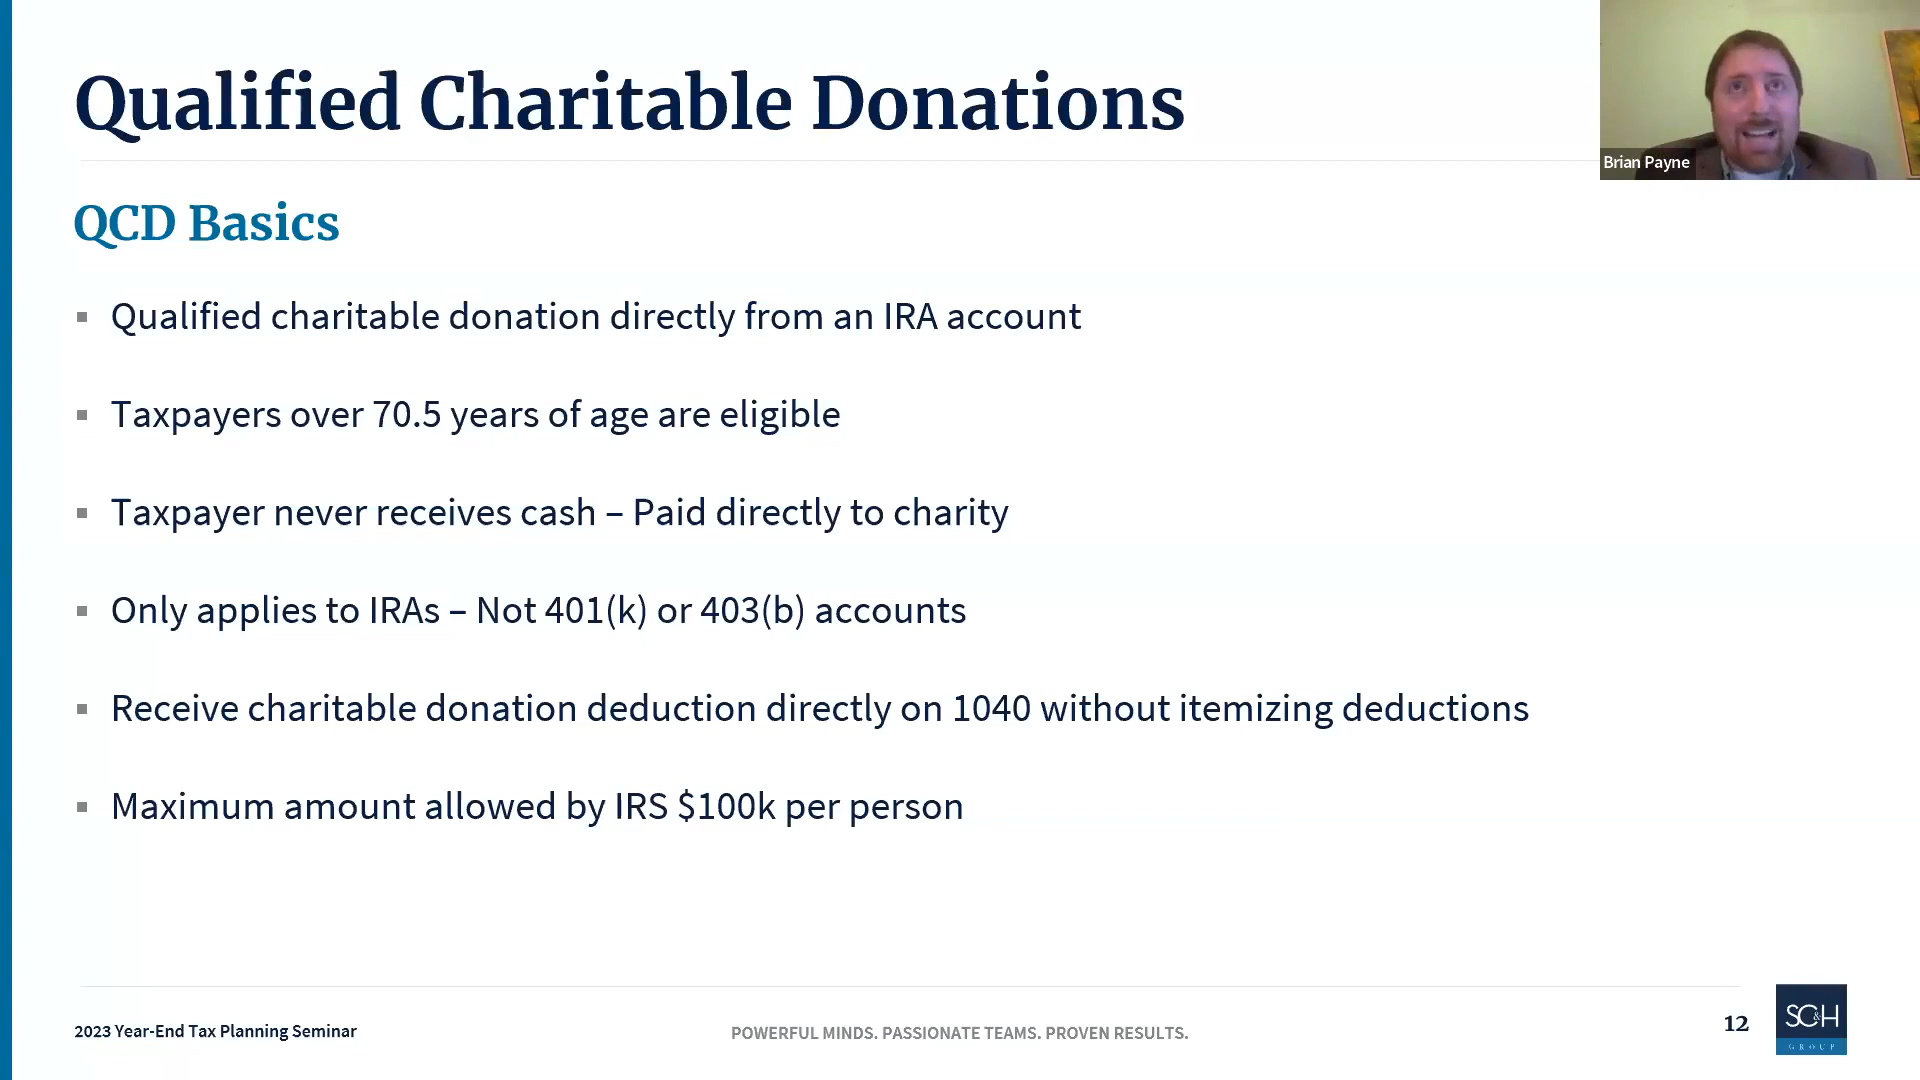 Qualified Charitable Donations
Brian Payne
QCD Basics
▪ Qualified charitable donation directly from an IRA account
▪ Taxpayers over 70.5 years of age are eligible
▪ Taxpayer never receives cash – Paid directly to charity
▪ Only applies to IRAs – Not 401(k) or 403(b) accounts
▪ Receive charitable donation deduction directly on 1040 without itemizing deductions
▪ Maximum amount allowed by IRS $100k per person
2023 Year-End Tax Planning Seminar
POWERFUL MINDS. PASSIONATE TEAMS. PROVEN RESULTS.
12
SC&H
GROUP